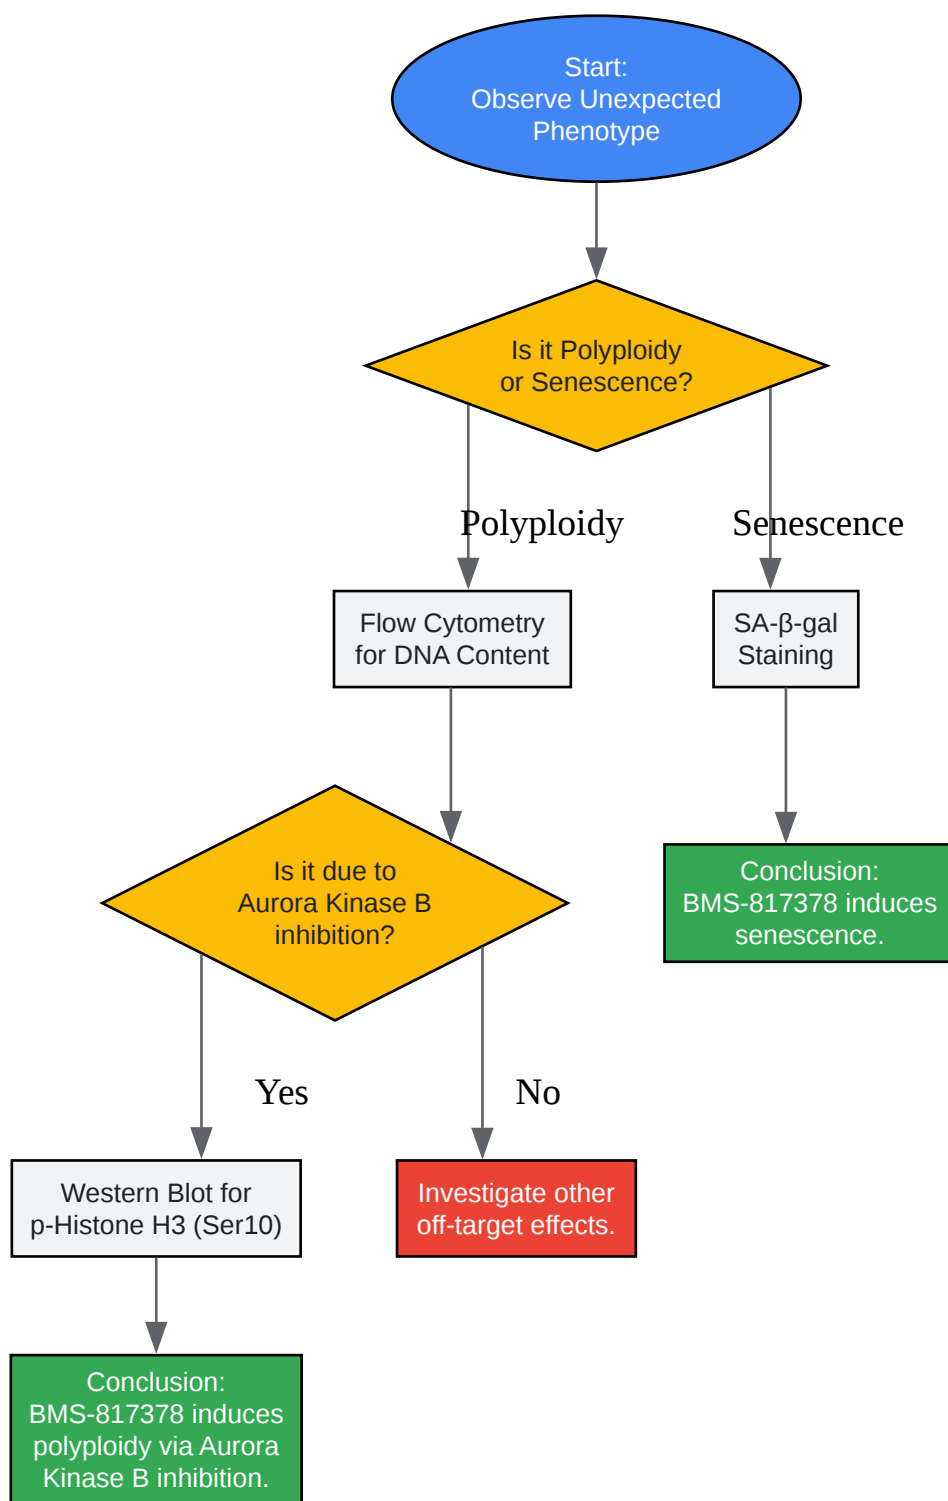 Start:
Observe Unexpected
Phenotype
Is it Polyploidy
or Senescence?
Polyploidy
Senescence
Flow Cytometry
for DNA Content
SA-β-gal
Staining
Is it due to
Aurora Kinase B
inhibition?
Conclusion:
BMS-817378 induces
senescence.
Yes
No
Western Blot for
p-Histone H3 (Ser10)
Investigate other
off-target effects.
Conclusion:
BMS-817378 induces
polyploidy via Aurora
Kinase B inhibition.